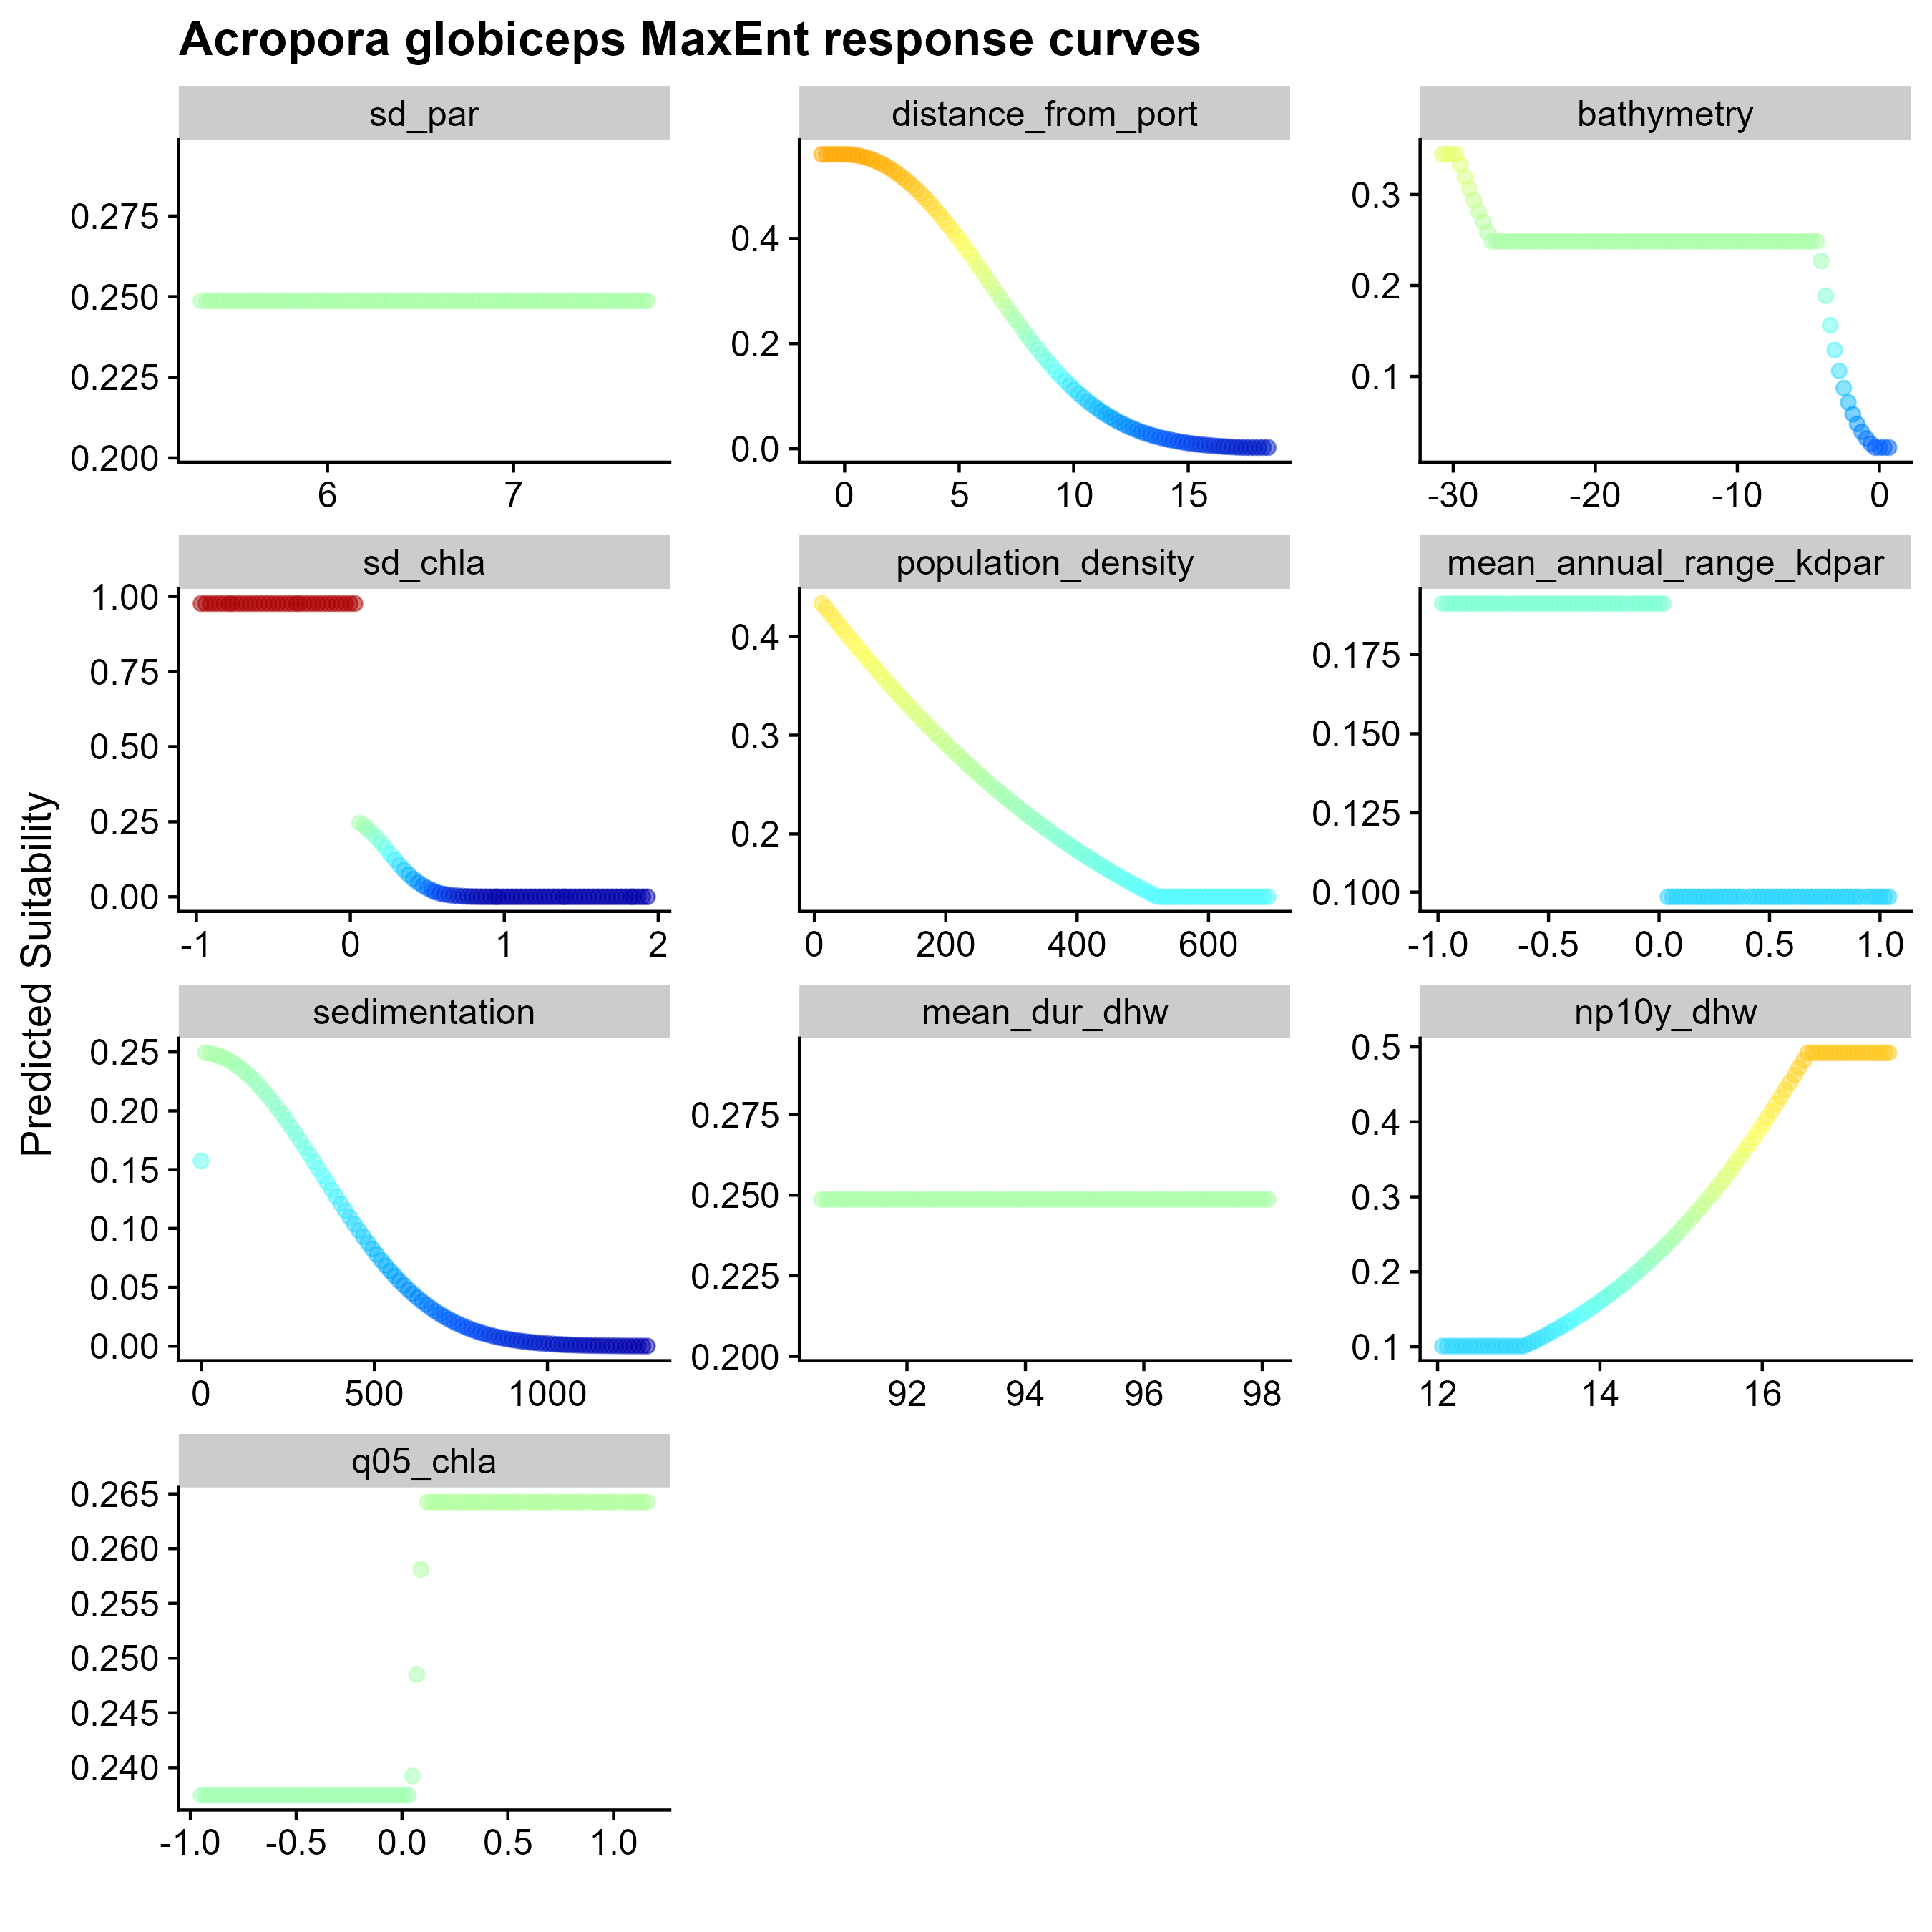 Acropora globiceps MaxEnt response curves
sd_par distance_from_port bathymetry
0.275
0.250
0.225
0.200
6 7
0.4
0.2
0.0
0 5 10 15
0.3
0.2
0.1
-30 -20 -10 0
sd_chla population_density mean_annual_range_kdpar
1.00
0.75
0.50
0.25
0.00
-1 0 1 2
0.4
0.3
0.2
0 200 400 600
0.175
0.150
0.125
0.100
-1.0 -0.5 0.0 0.5 1.0
Predicted Suitability
sedimentation mean_dur_dhw np10y_dhw
0.25
0.20
0.15
0.10
0.05
0.00
0 500 1000
0.275
0.250
0.225
0.200
92 94 96 98
0.5
0.4
0.3
0.2
0.1
12 14 16
q05_chla
0.265
0.260
0.255
0.250
0.245
0.240
-1.0 -0.5 0.0 0.5 1.0